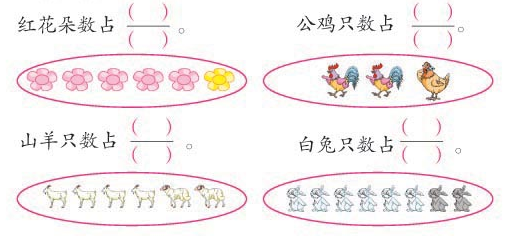 红花朵数占 ( )/( ) 。
公鸡只数占 ( )/( ) 。
山羊只数占 ( )/( ) 。
白兔只数占 ( )/( ) 。